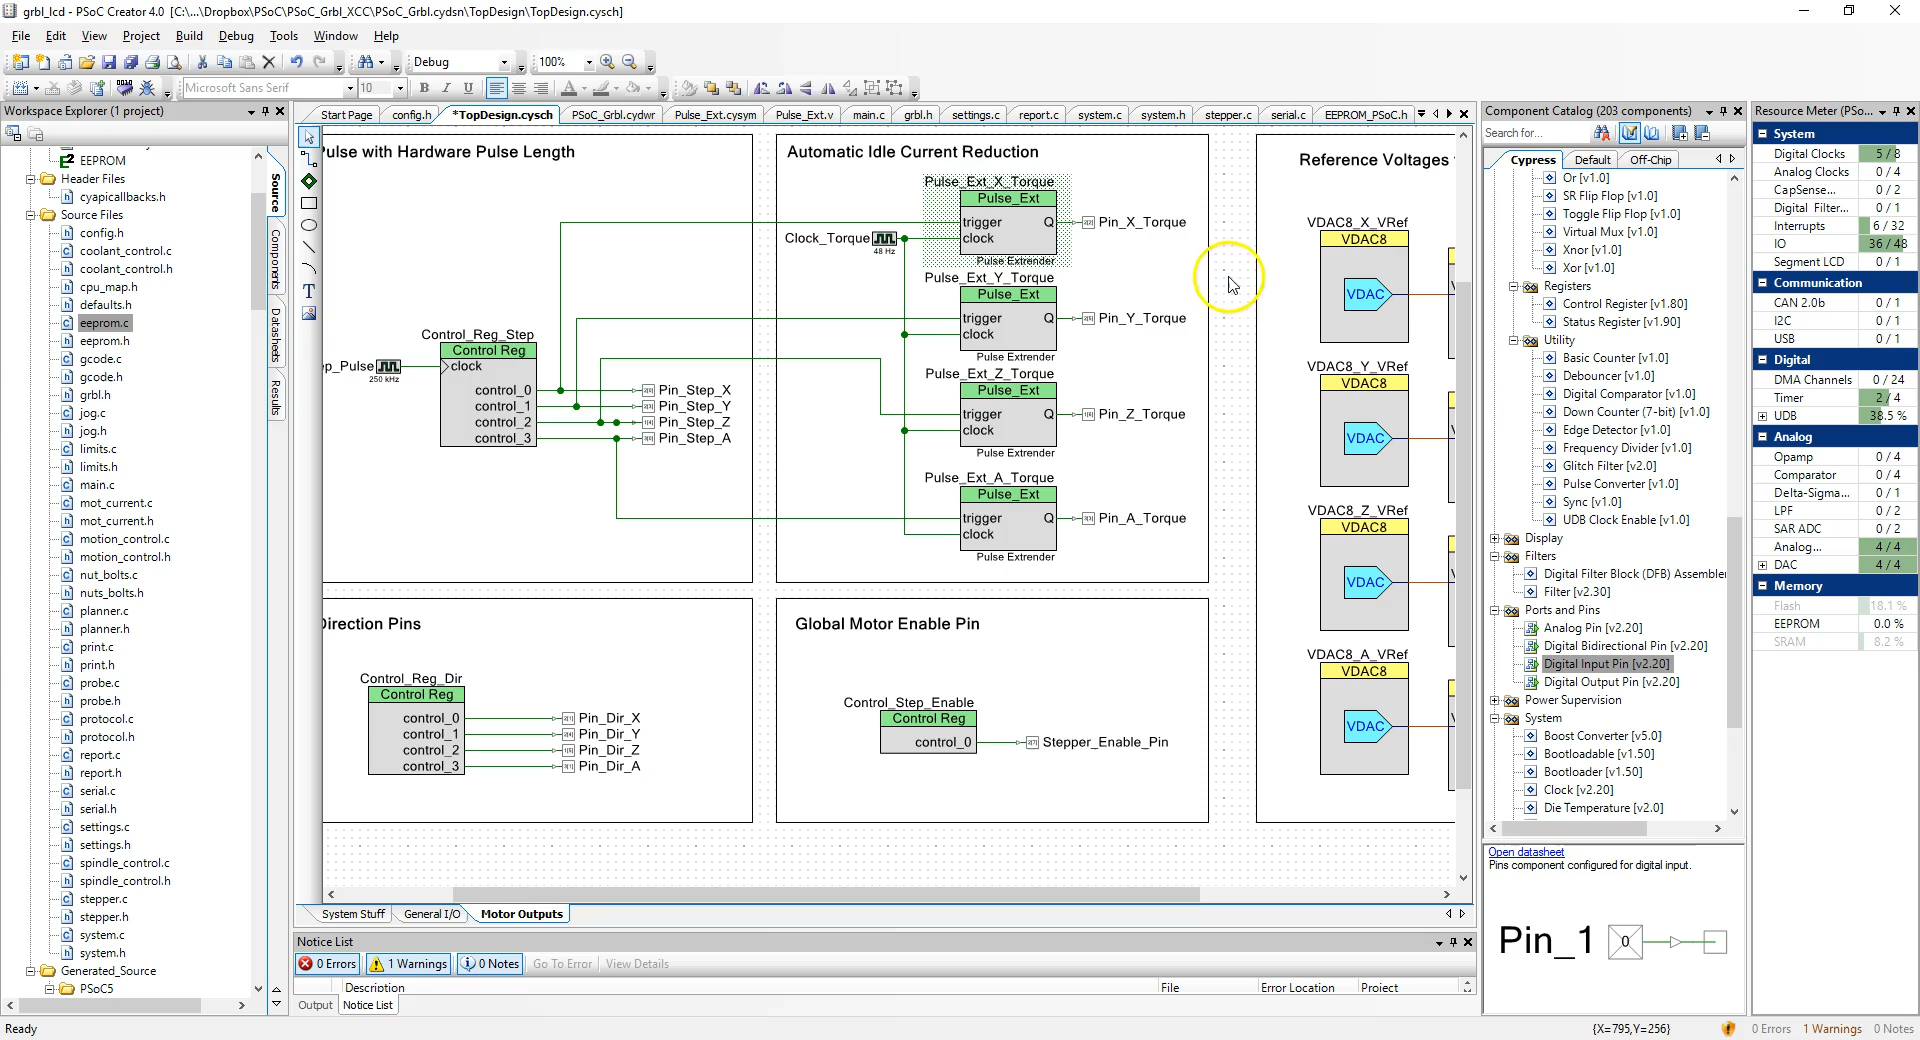 grbl_lcd - PSoC Creator 4.0 [C:\...\Dropbox\PSoC\PSoC_Grbl_XCC\PSoC_Grbl.cydsn\TopDesign\TopDesign.cysch]
File Edit View Project Build Debug Tools Window Help
Debug 100%
Microsoft Sans Serif 10 B I U
Workspace Explorer (1 project)
EEPROM
Header Files
cyapicallbacks.h
Source Files
config.h
coolant_control.c
coolant_control.h
cpu_map.h
defaults.h
eeprom.c
eeprom.h
gcode.c
gcode.h
grbl.h
jog.c
jog.h
limits.c
limits.h
main.c
mot_current.c
mot_current.h
motion_control.c
motion_control.h
nut_bolts.c
nuts_bolts.h
planner.c
planner.h
print.c
print.h
probe.c
probe.h
protocol.c
protocol.h
report.c
report.h
serial.c
serial.h
settings.c
settings.h
spindle_control.c
spindle_control.h
stepper.c
stepper.h
system.c
system.h
Generated_Source
PSoC5
Source
Components
Datasheets
Results
Start Page config.h *TopDesign.cysch PSoC_Grbl.cydwr Pulse_Ext.cysym Pulse_Ext.v main.c grbl.h settings.c report.c system.c system.h stepper.c serial.c EEPROM_PSoC.h
Pulse with Hardware Pulse Length
p_Pulse
250 kHz
Control_Reg_Step
Control Reg
clock
control_0 Pin_Step_X
control_1 Pin_Step_Y
control_2 Pin_Step_Z
control_3 Pin_Step_A
Automatic Idle Current Reduction
Clock_Torque
48 Hz
Pulse_Ext_X_Torque
Pulse_Ext
trigger Q Pin_X_Torque
clock
Pulse Extrender
Pulse_Ext_Y_Torque
Pulse_Ext
trigger Q Pin_Y_Torque
clock
Pulse Extrender
Pulse_Ext_Z_Torque
Pulse_Ext
trigger Q Pin_Z_Torque
clock
Pulse Extrender
Pulse_Ext_A_Torque
Pulse_Ext
trigger Q Pin_A_Torque
clock
Pulse Extrender
Direction Pins
Control_Reg_Dir
Control Reg
control_0 Pin_Dir_X
control_1 Pin_Dir_Y
control_2 Pin_Dir_Z
control_3 Pin_Dir_A
Global Motor Enable Pin
Control_Step_Enable
Control Reg
control_0 Stepper_Enable_Pin
Reference Voltages
VDAC8_X_VRef
VDAC8
VDAC
VDAC8_Y_VRef
VDAC8
VDAC
VDAC8_Z_VRef
VDAC8
VDAC
VDAC8_A_VRef
VDAC8
VDAC
System Stuff General I/O Motor Outputs
Notice List
0 Errors 1 Warnings 0 Notes Go To Error View Details
Description File Error Location Project
Output Notice List
Component Catalog (203 components)
Search for...
Cypress Default Off-Chip
Or [v1.0]
SR Flip Flop [v1.0]
Toggle Flip Flop [v1.0]
Virtual Mux [v1.0]
Xnor [v1.0]
Xor [v1.0]
Registers
Control Register [v1.80]
Status Register [v1.90]
Utility
Basic Counter [v1.0]
Debouncer [v1.0]
Digital Comparator [v1.0]
Down Counter (7-bit) [v1.0]
Edge Detector [v1.0]
Frequency Divider [v1.0]
Glitch Filter [v2.0]
Pulse Converter [v1.0]
Sync [v1.0]
UDB Clock Enable [v1.0]
Display
Filters
Digital Filter Block (DFB) Assembler
Filter [v2.30]
Ports and Pins
Analog Pin [v2.20]
Digital Bidirectional Pin [v2.20]
Digital Input Pin [v2.20]
Digital Output Pin [v2.20]
Power Supervision
System
Boost Converter [v5.0]
Bootloadable [v1.50]
Bootloader [v1.50]
Clock [v2.20]
Die Temperature [v2.0]
Open datasheet
Pins component configured for digital input.
Pin_1 0
Resource Meter (PSo...
System
Digital Clocks 5 / 8
Analog Clocks 0 / 4
CapSense... 0 / 2
Digital Filter... 0 / 1
Interrupts 6 / 32
IO 36 / 48
Segment LCD 0 / 1
Communication
CAN 2.0b 0 / 1
I2C 0 / 1
USB 0 / 1
Digital
DMA Channels 0 / 24
Timer 2 / 4
UDB 38.5 %
Analog
Opamp 0 / 4
Comparator 0 / 4
Delta-Sigma... 0 / 1
LPF 0 / 2
SAR ADC 0 / 2
Analog... 4 / 4
DAC 4 / 4
Memory
Flash 18.1 %
EEPROM 0.0 %
SRAM 8.2 %
Ready {X=795,Y=256} 0 Errors 1 Warnings 0 Notes